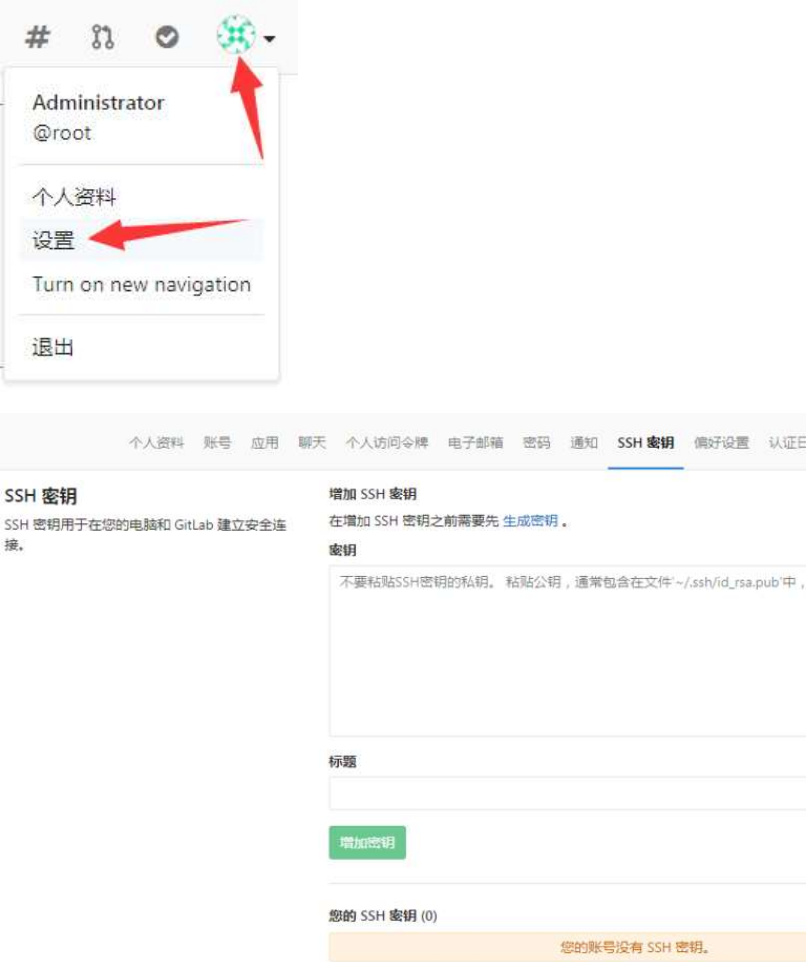 Administrator
@root
个人资料
设置
Turn on new navigation
退出
个人资料 账号 应用 聊天 个人访问令牌 电子邮箱 密码 通知 SSH 密钥 偏好设置 认证日
SSH 密钥
SSH 密钥用于在您的电脑和 GitLab 建立安全连
接。
增加 SSH 密钥
在增加 SSH 密钥之前需要先 生成密钥 。
密钥
不要粘贴SSH密钥的私钥。 粘贴公钥，通常包含在文件'~/.ssh/id_rsa.pub'中，
标题
增加密钥
您的 SSH 密钥 (0)
您的账号没有 SSH 密钥。